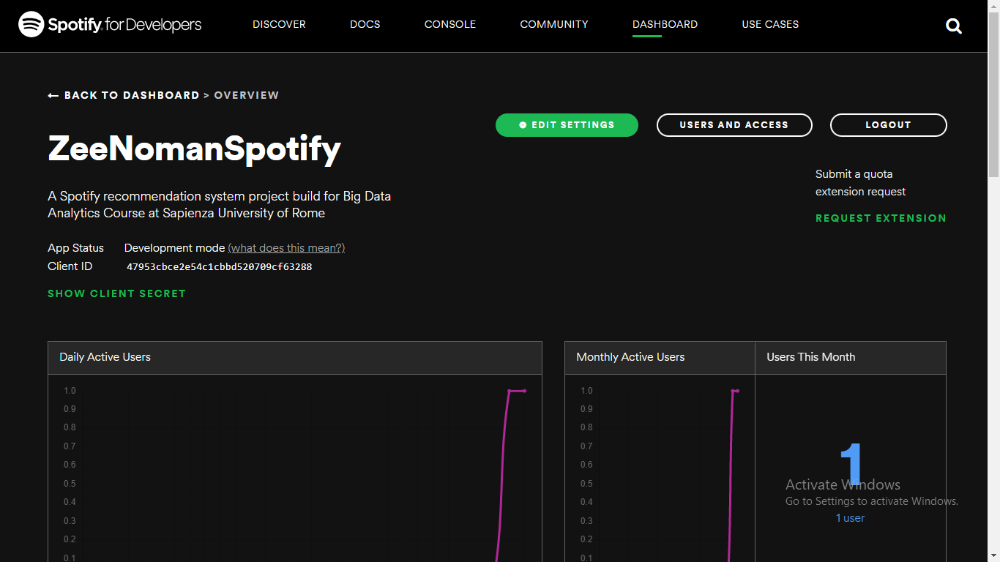 Spotify for Developers
DISCOVER
DOCS
CONSOLE
COMMUNITY
DASHBOARD
USE CASES
← BACK TO DASHBOARD > OVERVIEW
EDIT SETTINGS
USERS AND ACCESS
LOGOUT
ZeeNomanSpotify
Submit a quota
extension request
REQUEST EXTENSION
A Spotify recommendation system project build for Big Data
Analytics Course at Sapienza University of Rome
App Status Development mode (what does this mean?)
Client ID 47953cbce2e54c1cbbd520709cf63288
SHOW CLIENT SECRET
Daily Active Users
1.0
0.9
0.8
0.7
0.6
0.5
0.4
0.3
0.2
0.1
Monthly Active Users
1.0
0.9
0.8
0.7
0.6
0.5
0.4
0.3
0.2
0.1
Users This Month
1
1 user
Activate Windows
Go to Settings to activate Windows.